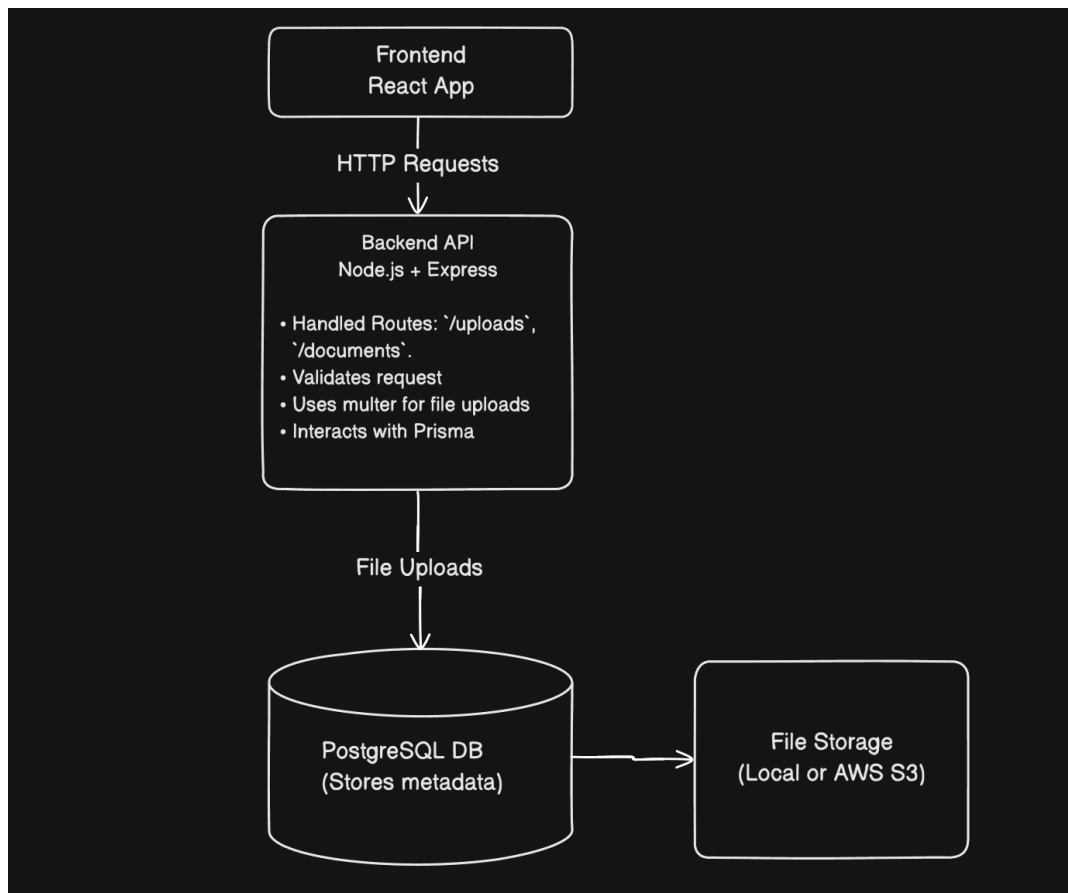 Frontend
React App
HTTP Requests
Backend API
Node.js + Express
• Handled Routes: `/uploads`,
`/documents`.
• Validates request
• Uses multer for file uploads
• Interacts with Prisma
File Uploads
PostgreSQL DB
(Stores metadata)
File Storage
(Local or AWS S3)